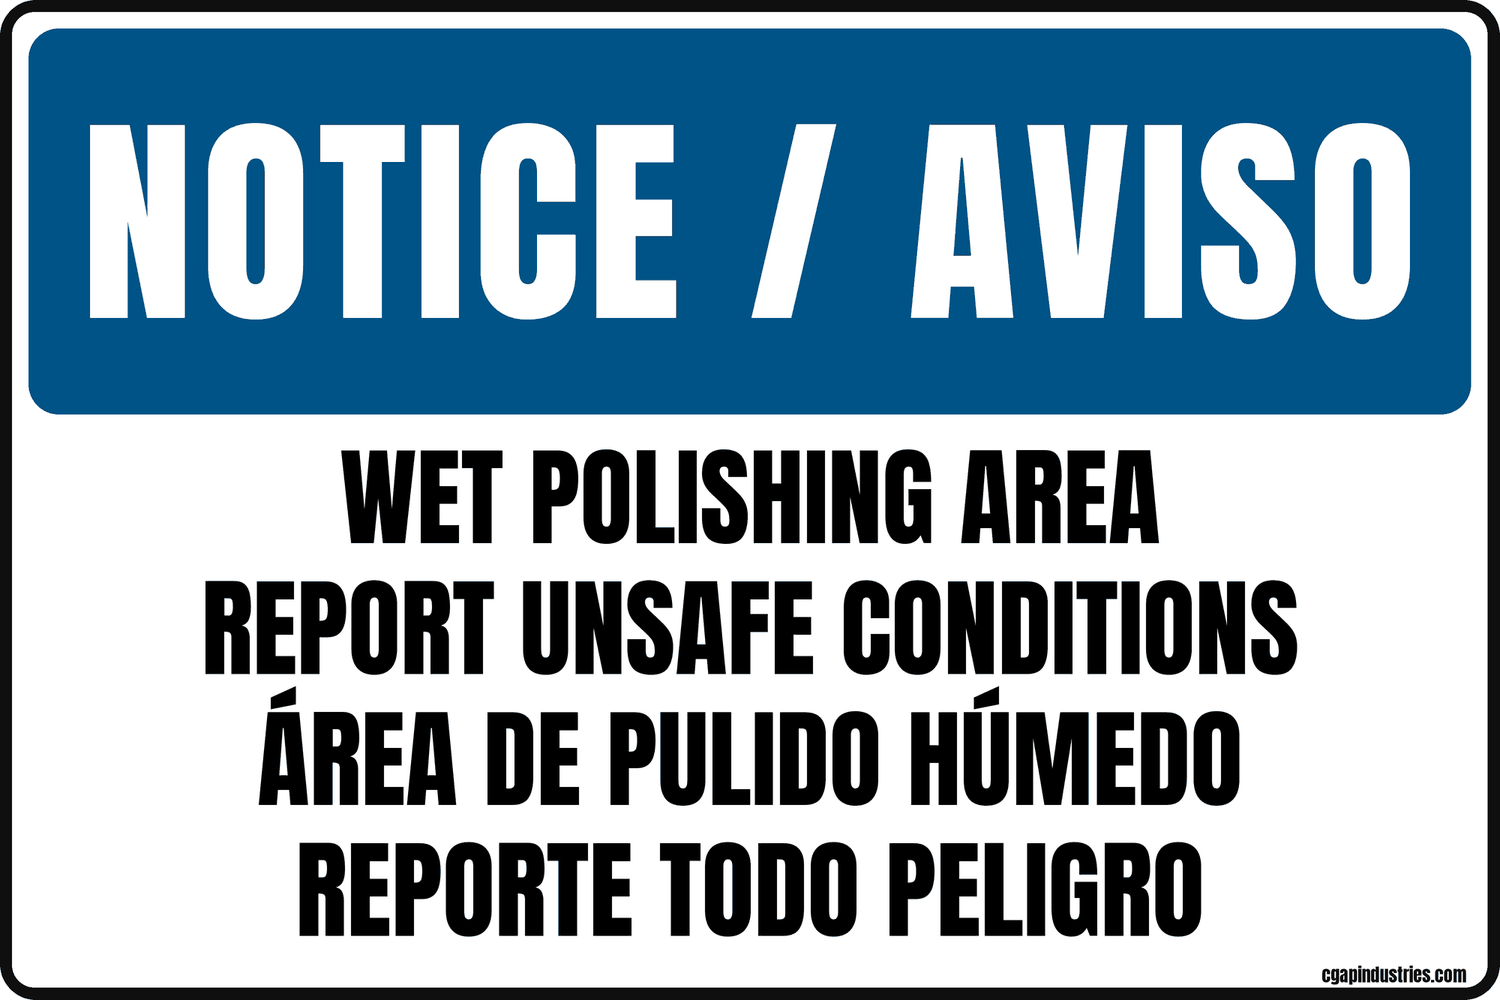 NOTICE / AVISO
WET POLISHING AREA
REPORT UNSAFE CONDITIONS
ÁREA DE PULIDO HÚMEDO
REPORTE TODO PELIGRO
cgapindustries.com